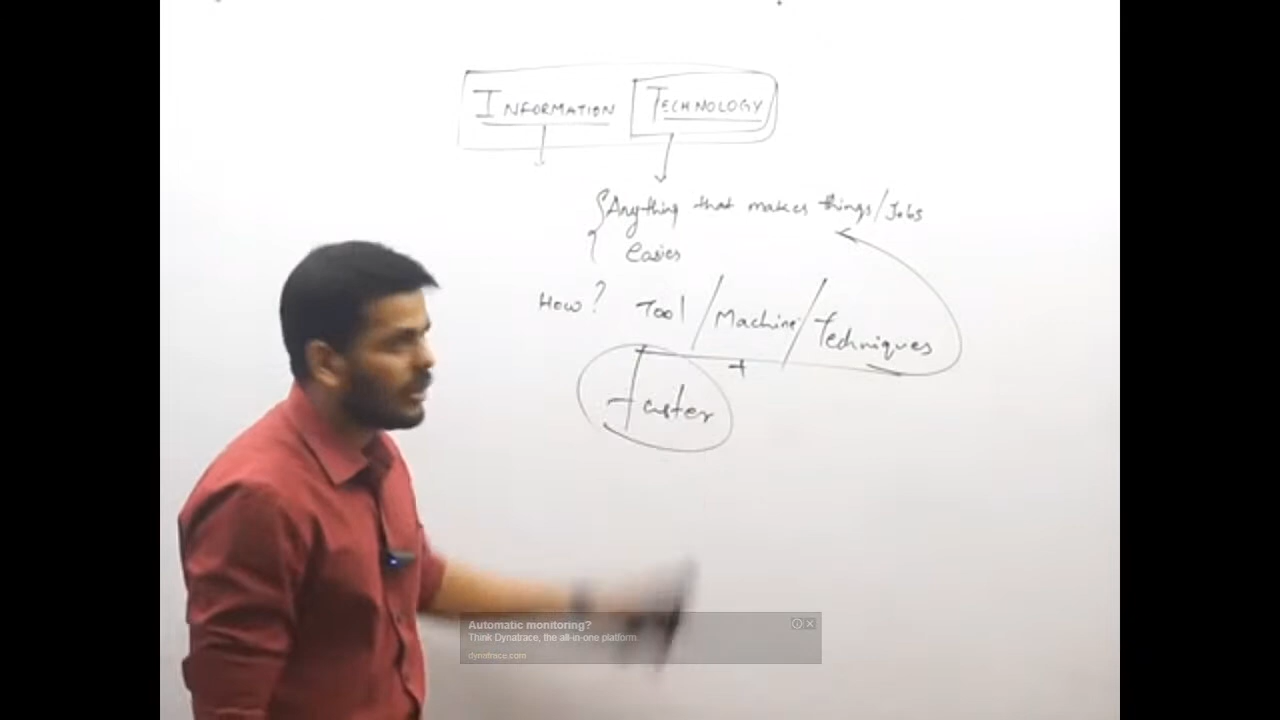 INFORMATION TECHNOLOGY
Anything that makes things/Jobs
Easier
How? Tool / Machine / Techniques
+
faster
Automatic monitoring?
Think Dynatrace, the all-in-one platform.
dynatrace.com